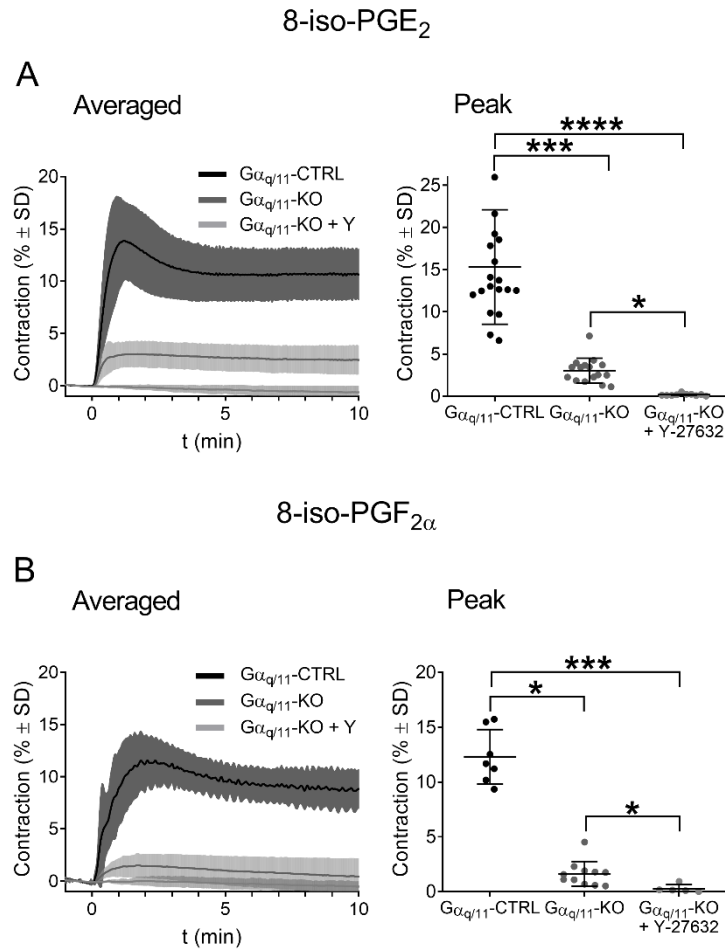 8-iso-PGE2
A
Averaged
Peak
Gαq/11-CTRL
Gαq/11-KO
Gαq/11-KO + Y
Contraction (% ± SD)
20
15
10
5
0
0
5
10
t (min)
****
***
*
Contraction (% ± SD)
25
20
15
10
5
0
Gαq/11-CTRL
Gαq/11-KO
Gαq/11-KO
+ Y-27632
8-iso-PGF2α
B
Averaged
Peak
Gαq/11-CTRL
Gαq/11-KO
Gαq/11-KO + Y
Contraction (% ± SD)
20
15
10
5
0
0
5
10
t (min)
***
*
*
Contraction (% ± SD)
20
15
10
5
0
Gαq/11-CTRL
Gαq/11-KO
Gαq/11-KO
+ Y-27632